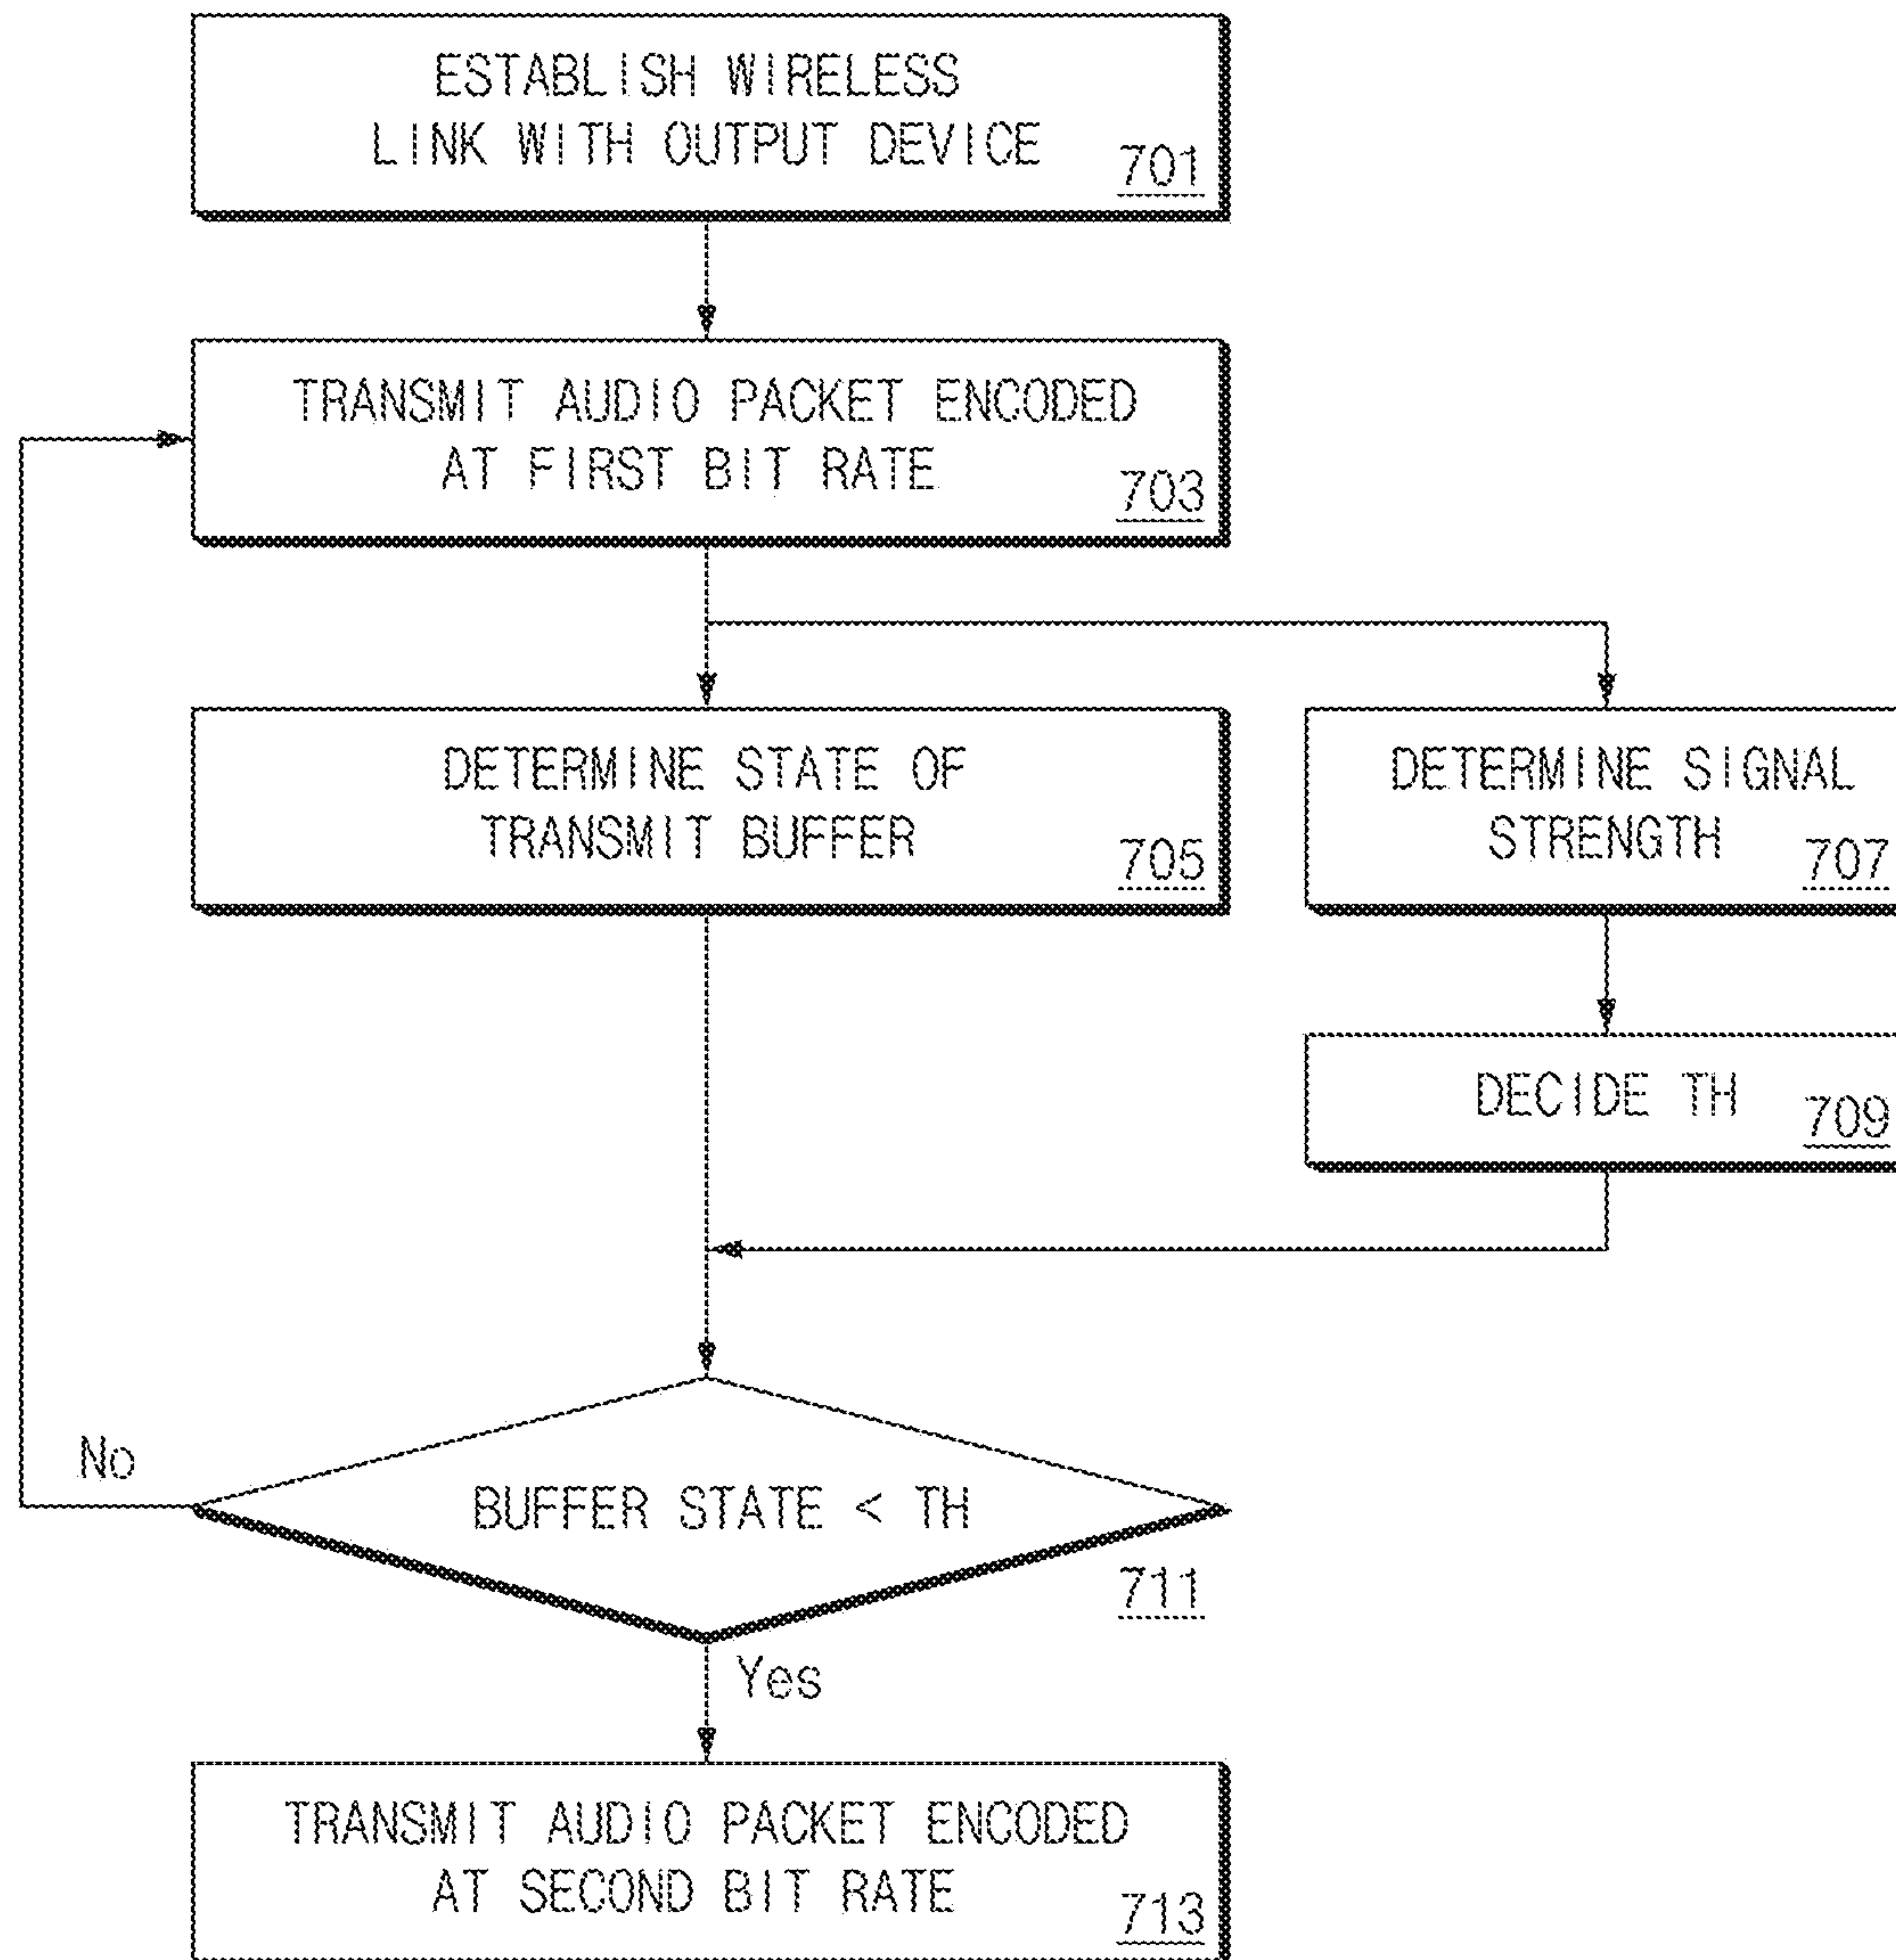 ESTABLISH WIRELESS
LINK WITH OUTPUT DEVICE
701
TRANSMIT AUDIO PACKET ENCODED
AT FIRST BIT RATE
703
DETERMINE STATE OF
TRANSMIT BUFFER
705
DETERMINE SIGNAL
STRENGTH
707
DECIDE TH
709
No
BUFFER STATE < TH
711
Yes
TRANSMIT AUDIO PACKET ENCODED
AT SECOND BIT RATE
713